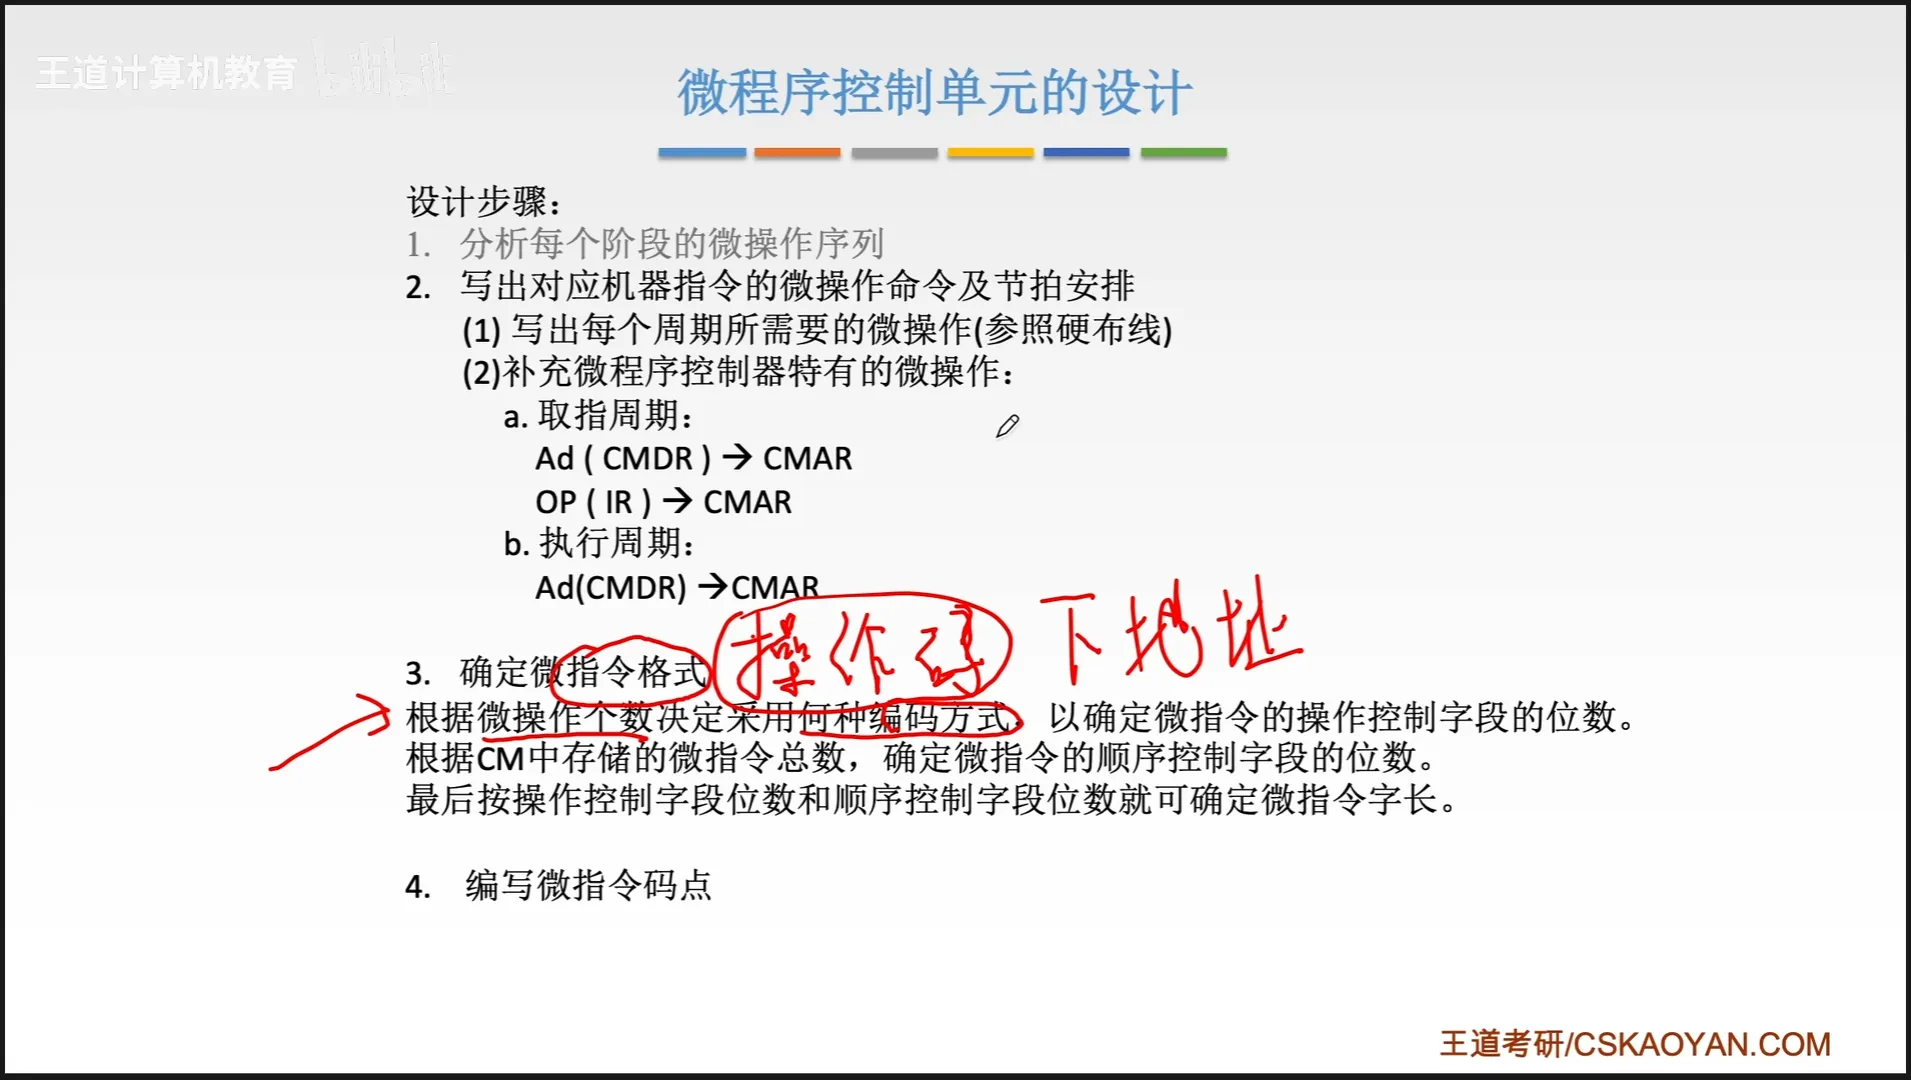 王道计算机教育 bilibili
微程序控制单元的设计
设计步骤：
1. 分析每个阶段的微操作序列
2. 写出对应机器指令的微操作命令及节拍安排
(1) 写出每个周期所需要的微操作(参照硬布线)
(2)补充微程序控制器特有的微操作：
a. 取指周期：
Ad ( CMDR ) → CMAR
OP ( IR ) → CMAR
b. 执行周期：
Ad(CMDR) →CMAR
3. 确定微指令格式 操作码 下地址
根据微操作个数决定采用何种编码方式，以确定微指令的操作控制字段的位数。
根据CM中存储的微指令总数，确定微指令的顺序控制字段的位数。
最后按操作控制字段位数和顺序控制字段位数就可确定微指令字长。
4. 编写微指令码点
王道考研/CSKAOYAN.COM